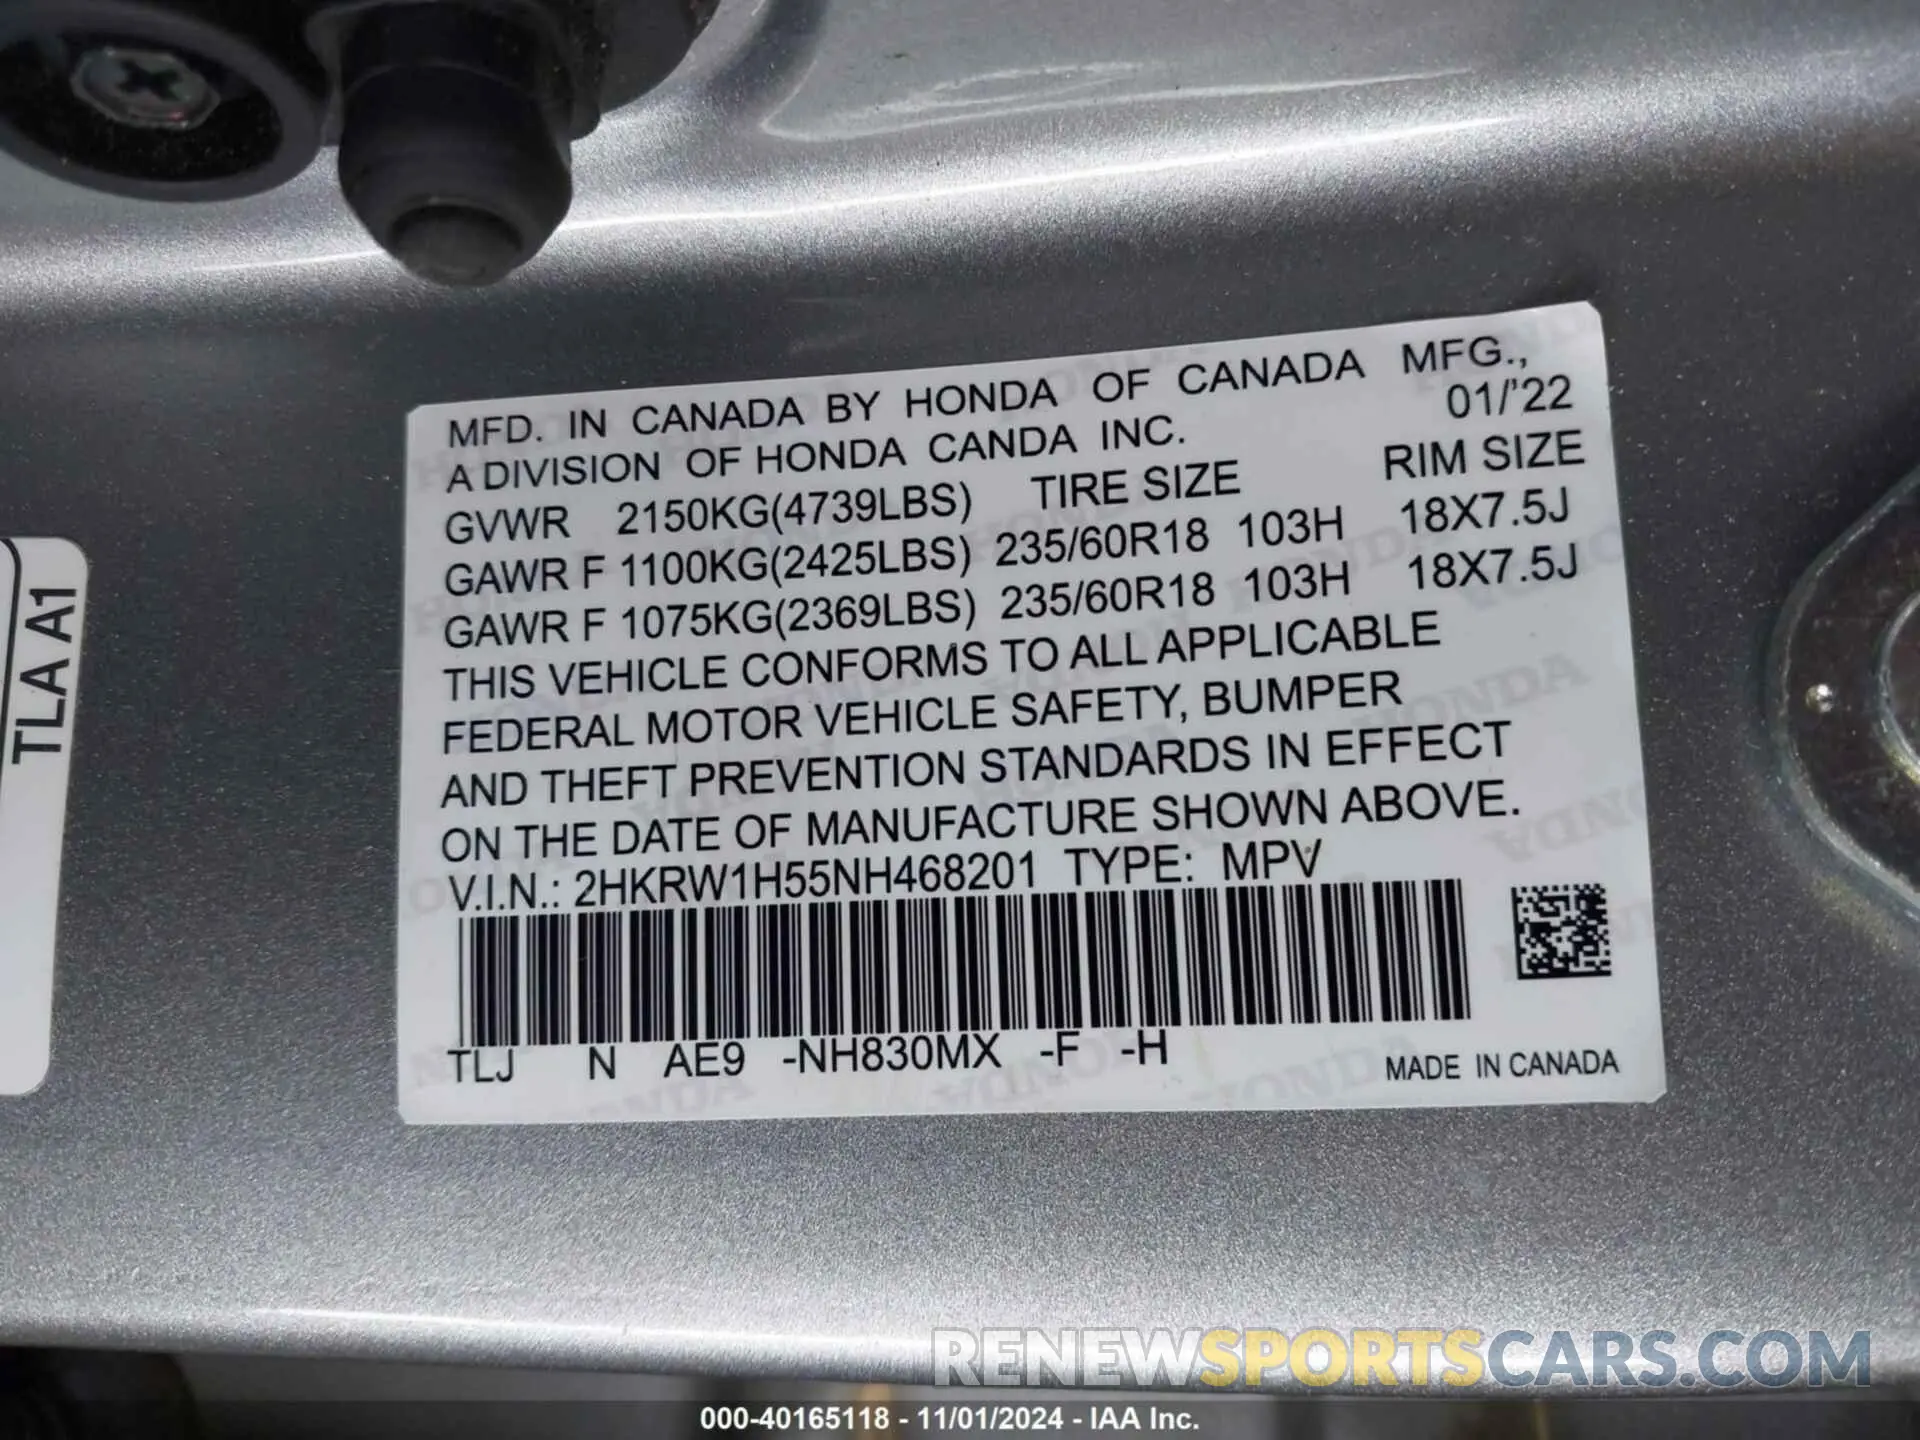 MFD. IN CANADA BY HONDA OF CANADA MFG.,
A DIVISION OF HONDA CANDA INC. 01/'22
GVWR 2150KG(4739LBS) TIRE SIZE RIM SIZE
GAWR F 1100KG(2425LBS) 235/60R18 103H 18X7.5J
GAWR F 1075KG(2369LBS) 235/60R18 103H 18X7.5J
THIS VEHICLE CONFORMS TO ALL APPLICABLE
FEDERAL MOTOR VEHICLE SAFETY, BUMPER
AND THEFT PREVENTION STANDARDS IN EFFECT
ON THE DATE OF MANUFACTURE SHOWN ABOVE.
V.I.N.: 2HKRW1H55NH468201 TYPE: MPV
TLJ N AE9 -NH830MX -F -H
MADE IN CANADA
TLA A1
RENEWSPORTSCARS.COM
000-40165118 - 11/01/2024 - IAA Inc.